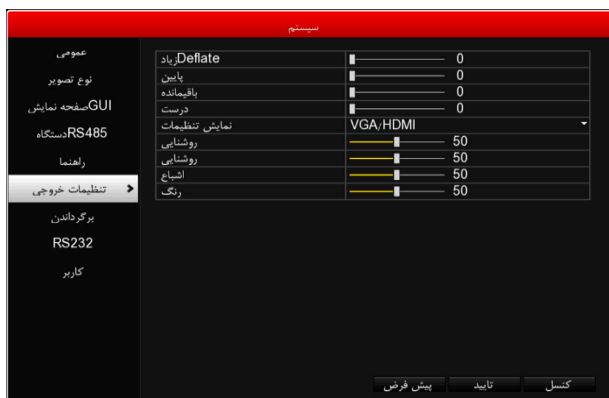 سیستم
عمومی
نوع تصویر
GUIصفحه نمایش
RS485دستگاه
راهنما
تنظیمات خروجی
برگرداندن
RS232
کاربر
Deflateزیاد 0
پایین 0
باقیمانده 0
درست 0
نمایش تنظیمات VGA/HDMI
روشنایی 50
روشنایی 50
اشباع 50
رنگ 50
پیش فرض تایید کنسل